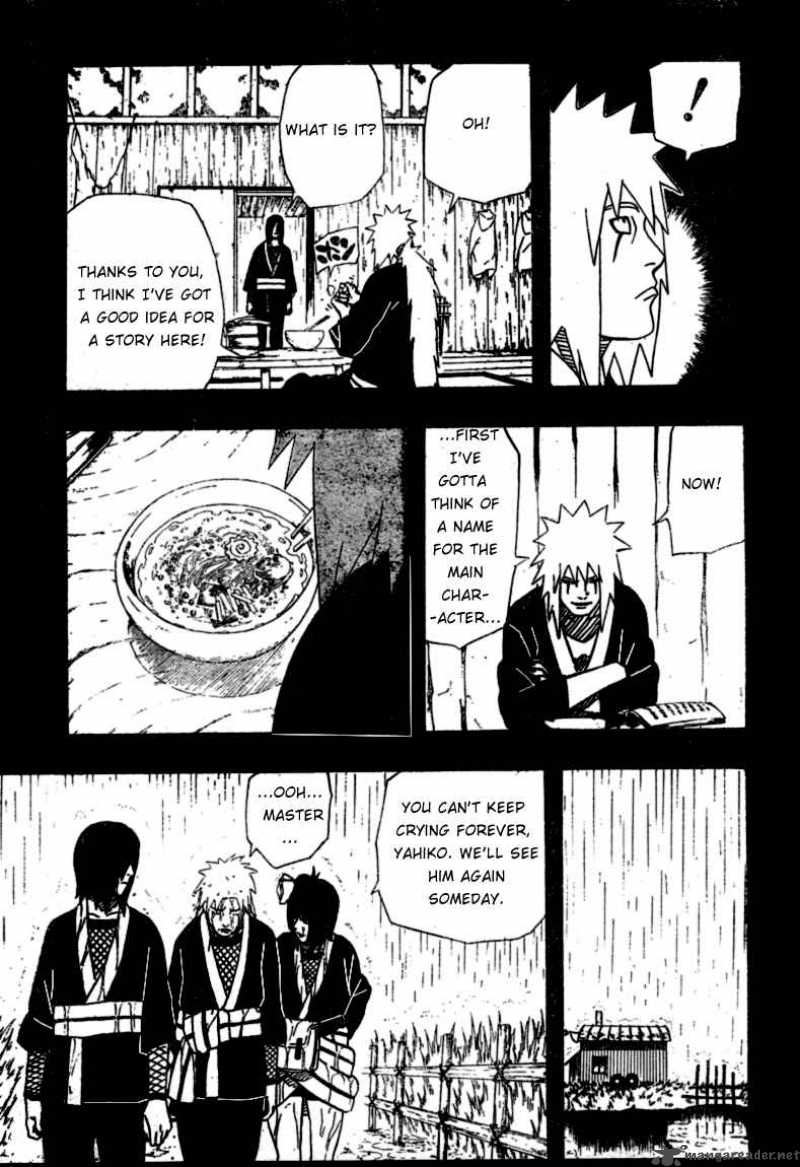 !
OH!
WHAT IS IT?
THANKS TO YOU,
I THINK I'VE GOT
A GOOD IDEA FOR
A STORY HERE!
NOW!
...FIRST
I'VE
GOTTA
THINK OF
A NAME
FOR THE
MAIN
CHAR-
-ACTER...
YOU CAN'T KEEP
CRYING FOREVER,
YAHIKO. WE'LL SEE
HIM AGAIN
SOMEDAY.
...OOH...
MASTER
...
mangareader.net